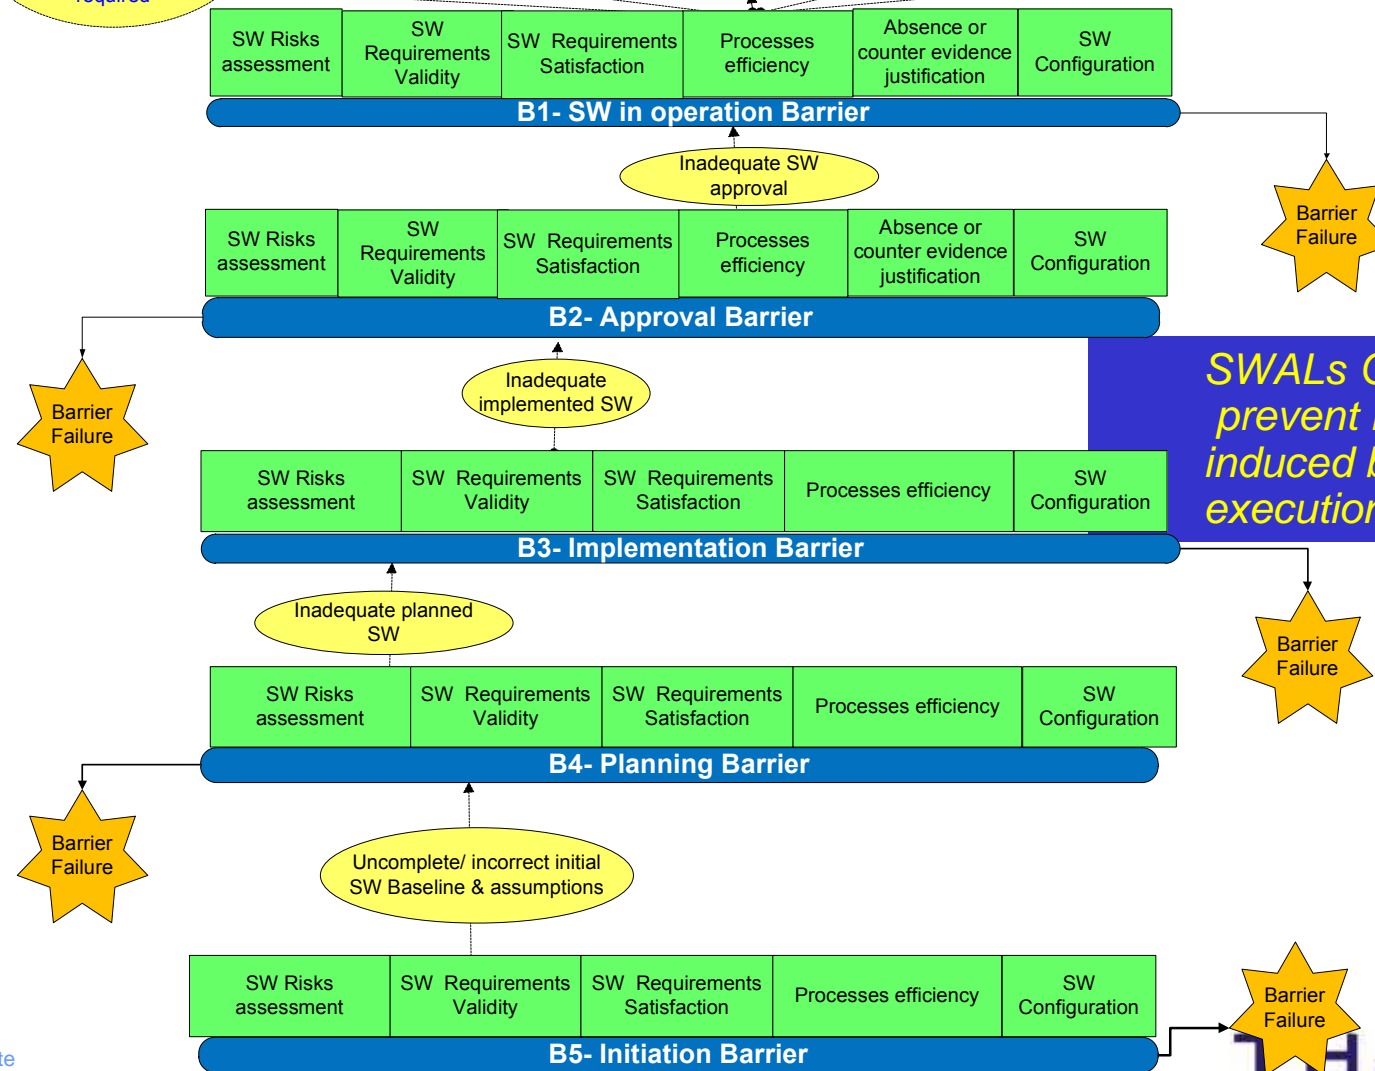 required
SW Risks
assessment
SW
Requirements
Validity
SW Requirements
Satisfaction
Processes
efficiency
Absence or
counter evidence
justification
SW
Configuration
B1- SW in operation Barrier
Inadequate SW
approval
Barrier
Failure
SW Risks
assessment
SW
Requirements
Validity
SW Requirements
Satisfaction
Processes
efficiency
Absence or
counter evidence
justification
SW
Configuration
B2- Approval Barrier
Barrier
Failure
Inadequate
implemented SW
SWALs
prevent
induced
execution
SW Risks
assessment
SW Requirements
Validity
SW Requirements
Satisfaction
Processes efficiency
SW
Configuration
B3- Implementation Barrier
Inadequate planned
SW
Barrier
Failure
SW Risks
assessment
SW Requirements
Validity
SW Requirements
Satisfaction
Processes efficiency
SW
Configuration
B4- Planning Barrier
Barrier
Failure
Uncomplete/ incorrect initial
SW Baseline & assumptions
SW Risks
assessment
SW Requirements
Validity
SW Requirements
Satisfaction
Processes efficiency
SW
Configuration
Barrier
Failure
B5- Initiation Barrier
te